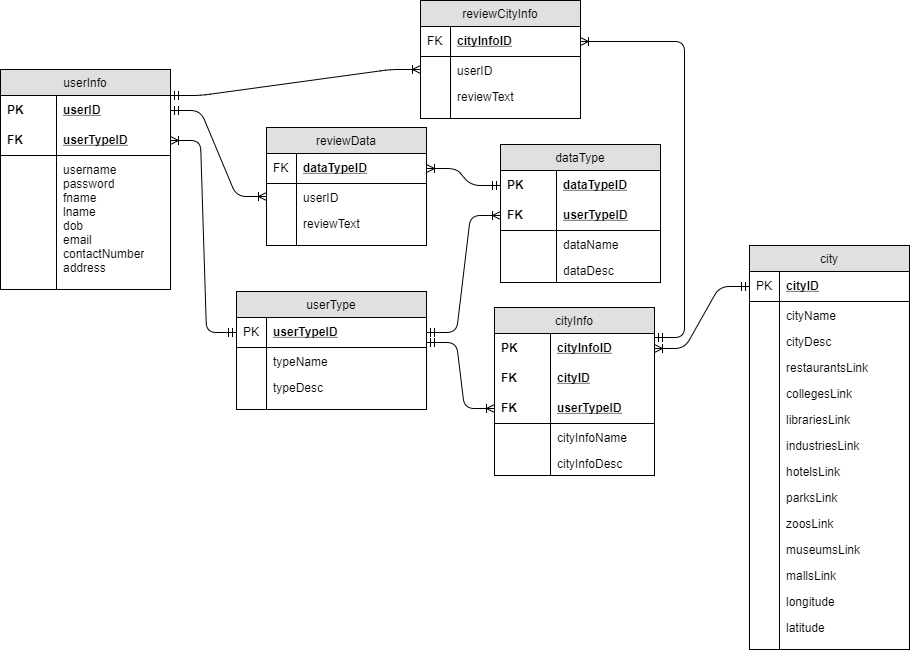 reviewCityInfo
FK cityInfoID
userID
reviewText
userInfo
PK userID
FK userTypeID
username
password
fname
lname
dob
email
contactNumber
address
reviewData
FK dataTypeID
userID
reviewText
dataType
PK dataTypeID
FK userTypeID
dataName
dataDesc
userType
PK userTypeID
typeName
typeDesc
cityInfo
PK cityInfoID
FK cityID
FK userTypeID
cityInfoName
cityInfoDesc
city
PK cityID
cityName
cityDesc
restaurantsLink
collegesLink
librariesLink
industriesLink
hotelsLink
parksLink
zoosLink
museumsLink
mallsLink
longitude
latitude